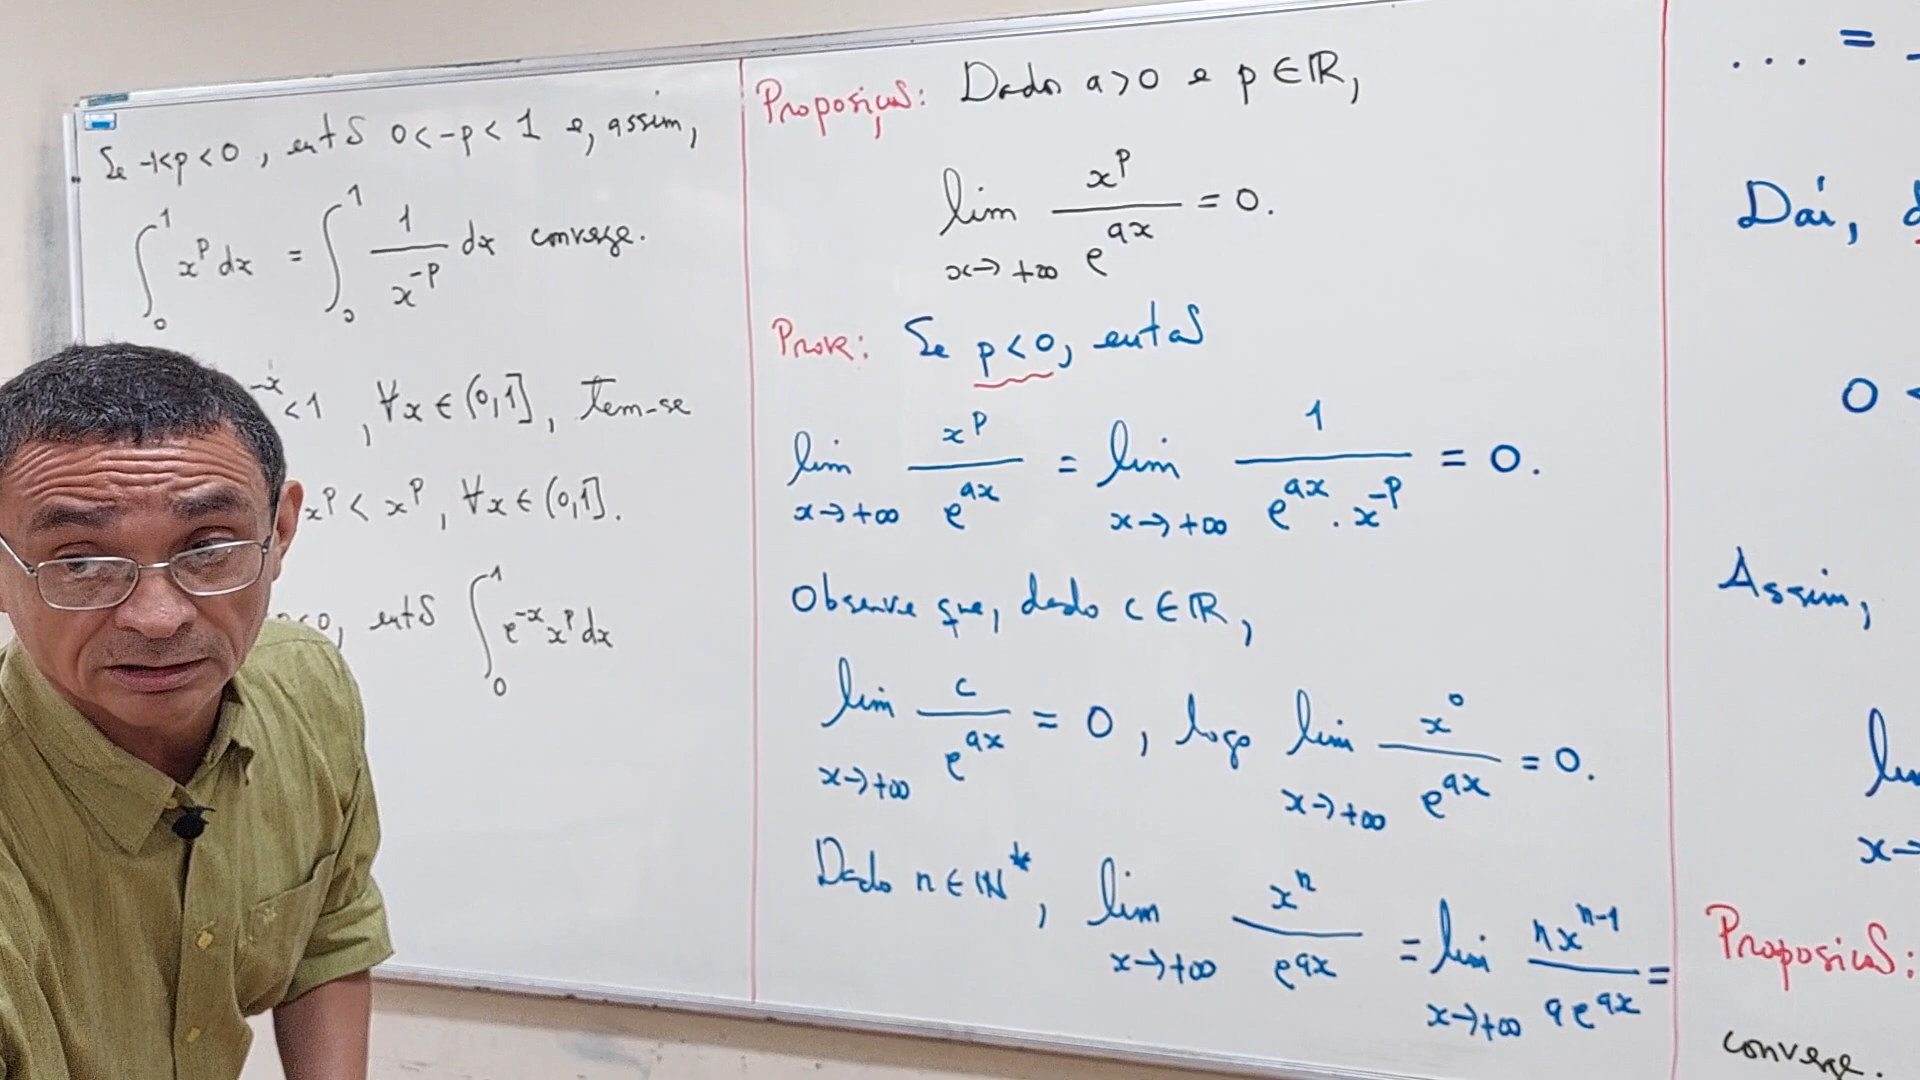 Se -1<p<0, então 0<-p<1 e, assim,
∫₀¹ x^p dx = ∫₀¹ 1/x^{-p} dx converge.
^{-x} <1, ∀x ∈ (0,1], tem-se
x^p < x^p, ∀x ∈ (0,1].
<0, então ∫₀¹ e^{-x} x^p dx
Proposição: Dados a>0 e p ∈ ℝ,
lim_{x→+∞} x^p/e^{ax} = 0.
Prova: Se p<0, então
lim_{x→+∞} x^p/e^{ax} = lim_{x→+∞} 1/(e^{ax} . x^{-p}) = 0.
Observe que, dado c ∈ ℝ,
lim_{x→+∞} c/e^{ax} = 0, logo lim_{x→+∞} x^0/e^{ax} = 0.
Dado n ∈ ℕ*, lim_{x→+∞} x^n/e^{ax} = lim_{x→+∞} nx^{n-1}/ae^{ax} =
... =
Daí,
0 <
Assim,
lim
x→
Proposição:
converge.